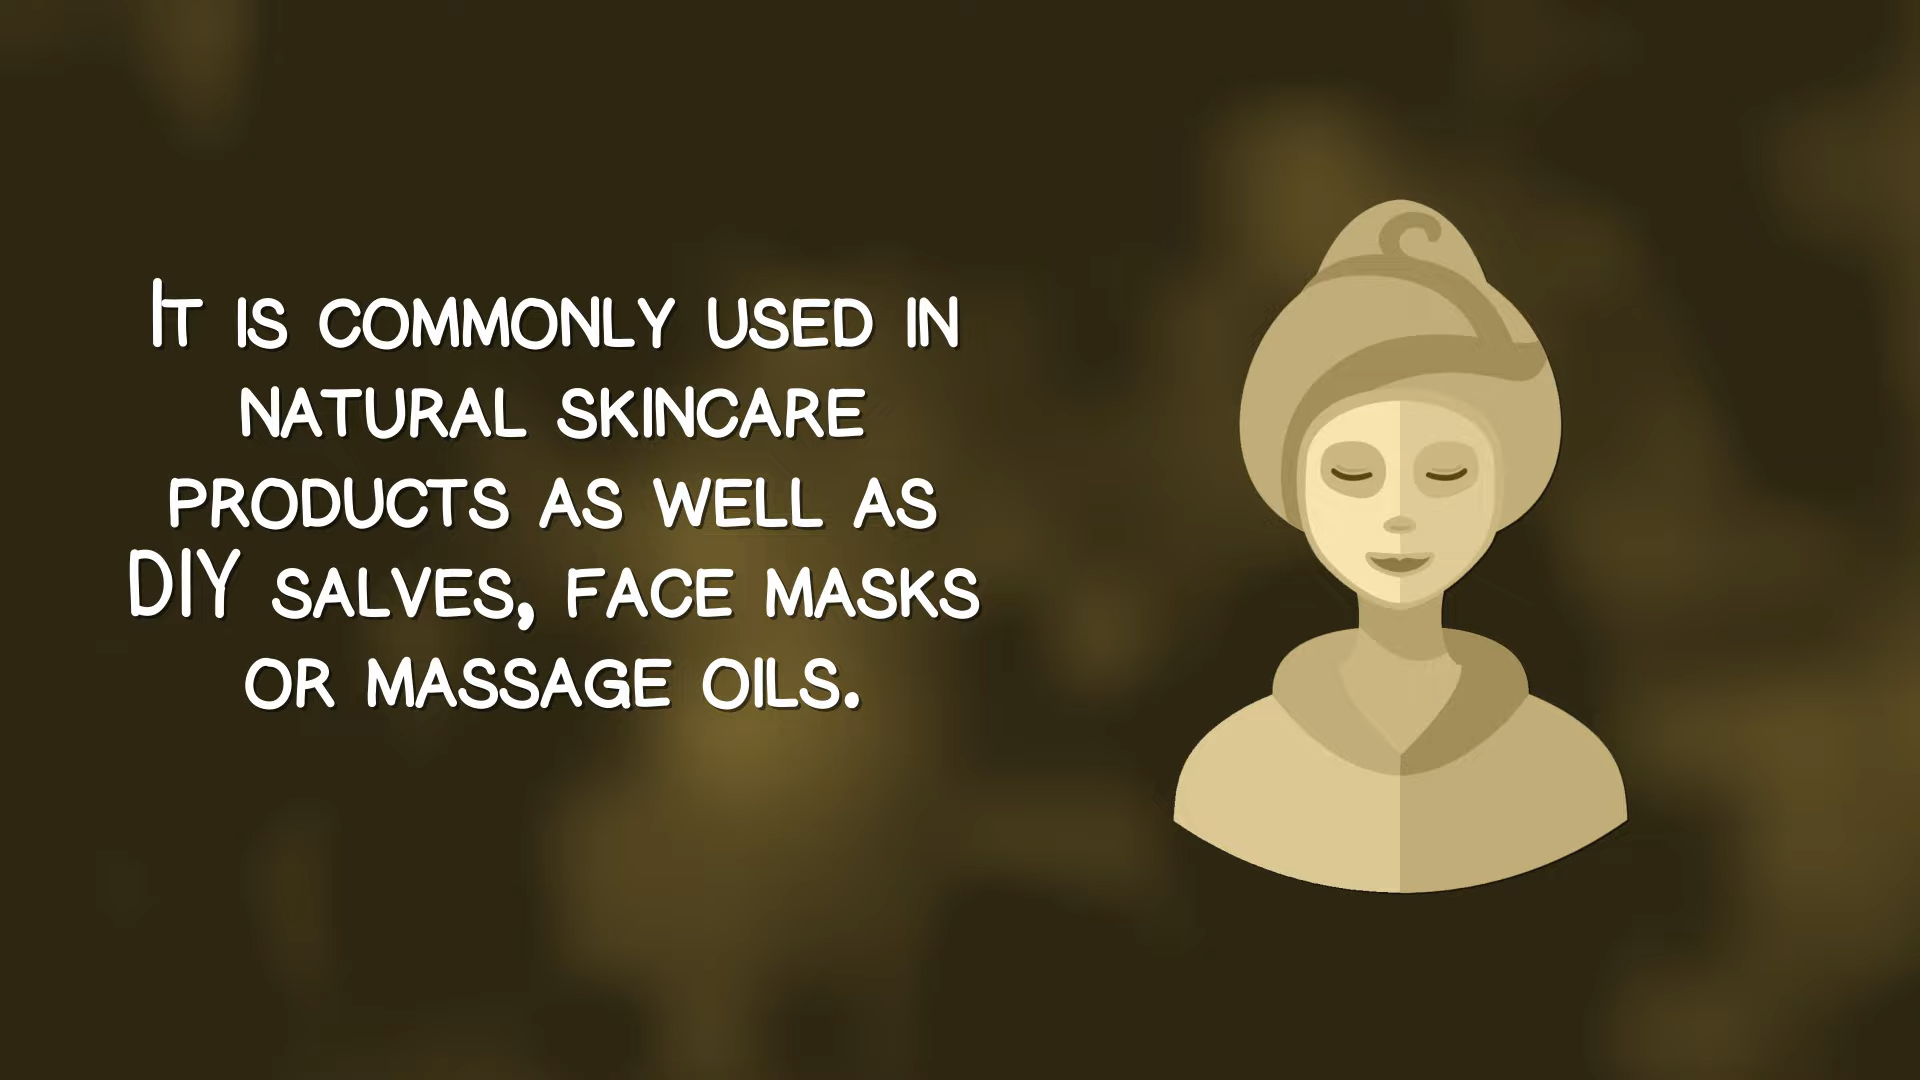 It is commonly used in
natural skincare
products as well as
DIY salves, face masks
or massage oils.